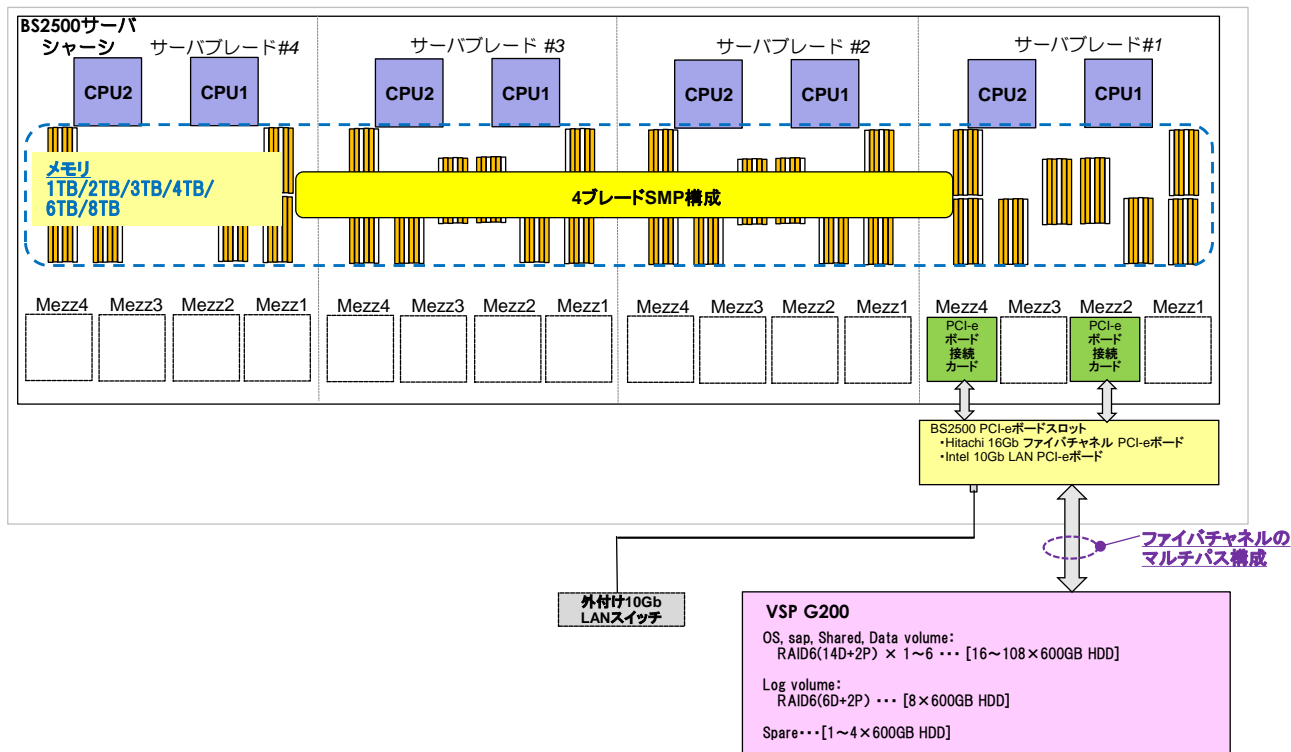 BS2500サーバ
シャーシ
サーバブレード#4
サーバブレード #3
サーバブレード #2
サーバブレード#1
CPU2
CPU1
CPU2
CPU1
CPU2
CPU1
CPU2
CPU1
メモリ
1TB/2TB/3TB/4TB/
6TB/8TB
4ブレードSMP構成
Mezz4 Mezz3 Mezz2 Mezz1
Mezz4 Mezz3 Mezz2 Mezz1
Mezz4 Mezz3 Mezz2 Mezz1
Mezz4 Mezz3 Mezz2 Mezz1
PCI-e
ボード
接続
カード
PCI-e
ボード
接続
カード
BS2500 PCI-eボードスロット
・Hitachi 16Gb ファイバチャネル PCI-eボード
・Intel 10Gb LAN PCI-eボード
ファイバチャネルの
マルチパス構成
外付け10Gb
LANスイッチ
VSP G200
OS, sap, Shared, Data volume:
RAID6(14D+2P) × 1～6 ・・・ [16～108×600GB HDD]
Log volume:
RAID6(6D+2P) ・・・ [8×600GB HDD]
Spare・・・[1～4×600GB HDD]